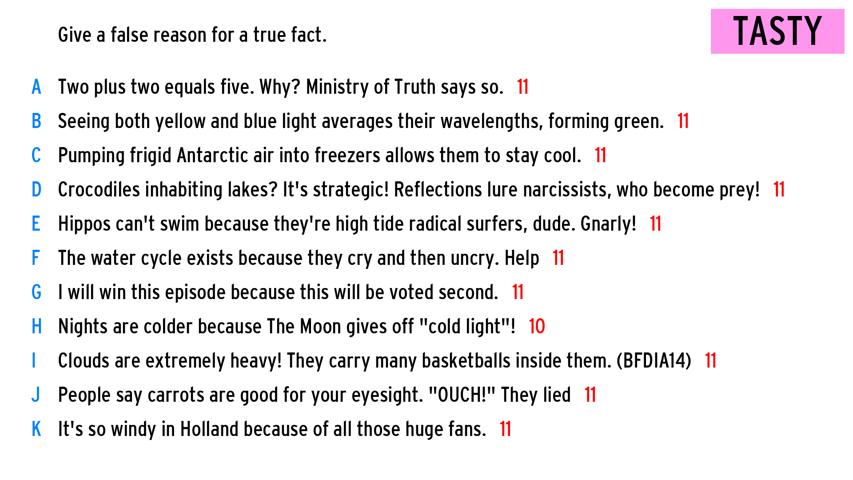 Give a false reason for a true fact.
TASTY
A Two plus two equals five. Why? Ministry of Truth says so. 11
B Seeing both yellow and blue light averages their wavelengths, forming green. 11
C Pumping frigid Antarctic air into freezers allows them to stay cool. 11
D Crocodiles inhabiting lakes? It's strategic! Reflections lure narcissists, who become prey! 11
E Hippos can't swim because they're high tide radical surfers, dude. Gnarly! 11
F The water cycle exists because they cry and then uncry. Help 11
G I will win this episode because this will be voted second. 11
H Nights are colder because The Moon gives off "cold light"! 10
I Clouds are extremely heavy! They carry many basketballs inside them. (BFDIA14) 11
J People say carrots are good for your eyesight. "OUCH!" They lied 11
K It's so windy in Holland because of all those huge fans. 11